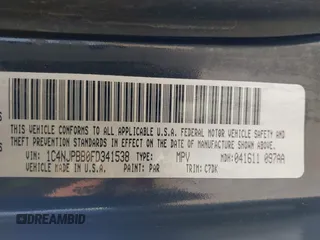 THIS VEHICLE CONFORMS TO ALL
APPLICABLE U.S.A. FEDERAL MOTOR VEHICLE SAFETY AND
THEFT PREVENTION STANDARDS IN EFFECT ON THE DATE OF
MANUFACTURE SHOWN ABOVE.
VIN: 1C4NJPBB0FD341538 TYPE: MPV MDH: 041611 097AA
VEHICLE MADE IN U.S.A. PAINT: PAR TRIM: C7DK
DREAMBID